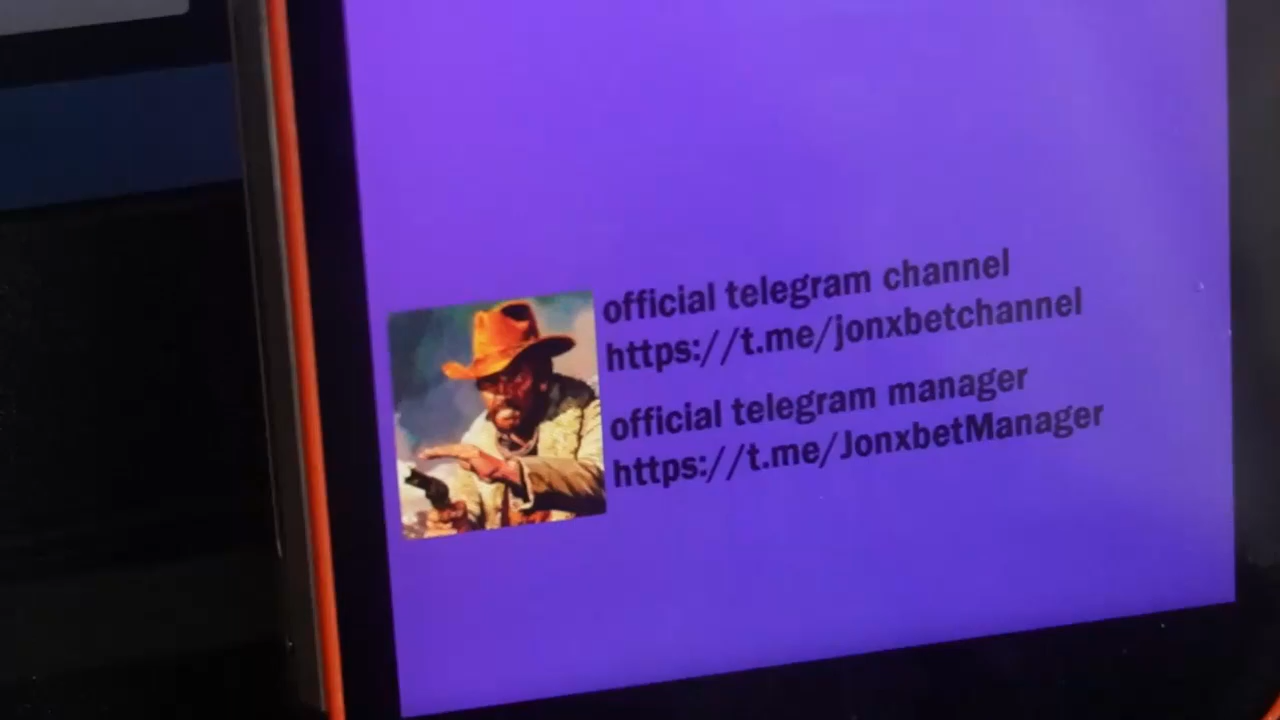 official telegram channel
https://t.me/jonxbetchannel
official telegram manager
https://t.me/JonxbetManager